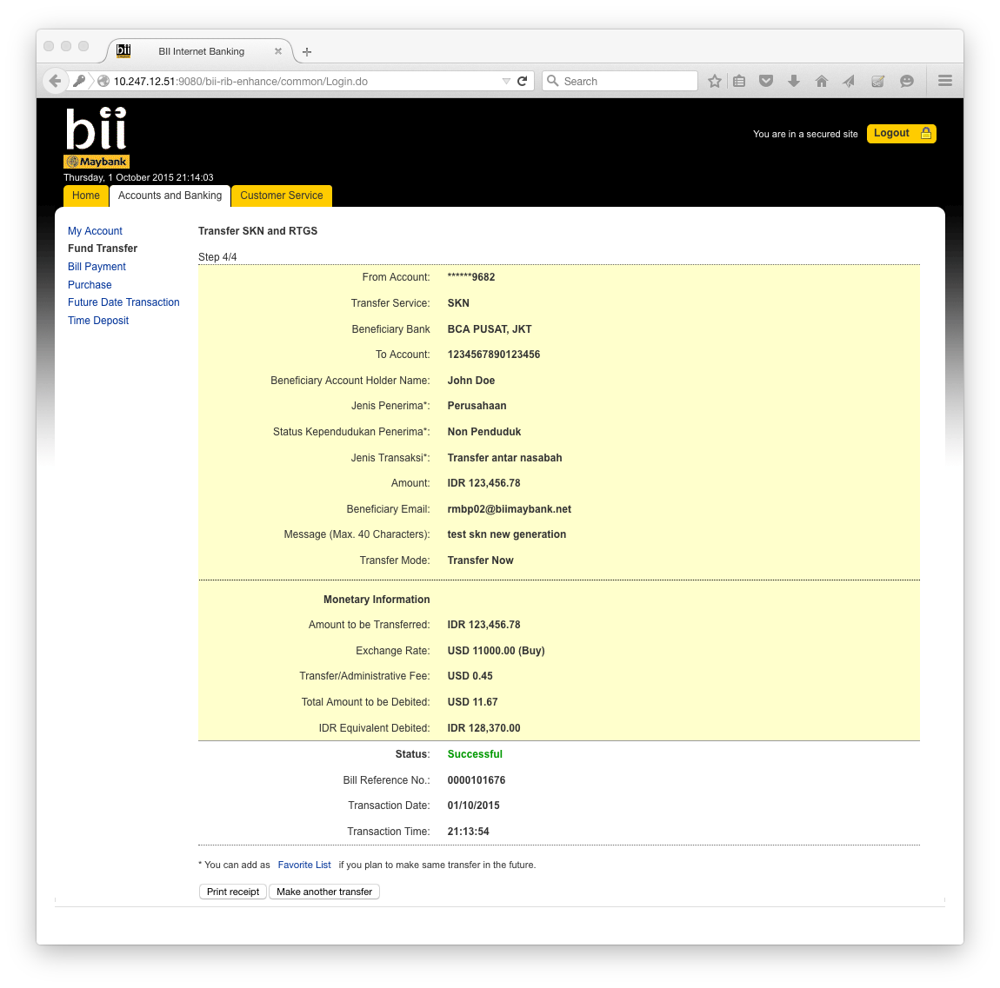 bii
Maybank
BII Internet Banking
10.247.12.51:9080/bii-rib-enhance/common/Login.do
Search
bii
Maybank
You are in a secured site
Logout
Thursday, 1 October 2015 21:14:03
Home Accounts and Banking Customer Service
My Account
Fund Transfer
Bill Payment
Purchase
Future Date Transaction
Time Deposit
Transfer SKN and RTGS
Step 4/4
From Account: ******9682
Transfer Service: SKN
Beneficiary Bank BCA PUSAT, JKT
To Account: 1234567890123456
Beneficiary Account Holder Name: John Doe
Jenis Penerima*: Perusahaan
Status Kependudukan Penerima*: Non Penduduk
Jenis Transaksi*: Transfer antar nasabah
Amount: IDR 123,456.78
Beneficiary Email: rmbp02@biimaybank.net
Message (Max. 40 Characters): test skn new generation
Transfer Mode: Transfer Now
Monetary Information
Amount to be Transferred: IDR 123,456.78
Exchange Rate: USD 11000.00 (Buy)
Transfer/Administrative Fee: USD 0.45
Total Amount to be Debited: USD 11.67
IDR Equivalent Debited: IDR 128,370.00
Status: Successful
Bill Reference No.: 0000101676
Transaction Date: 01/10/2015
Transaction Time: 21:13:54
* You can add as Favorite List if you plan to make same transfer in the future.
Print receipt Make another transfer